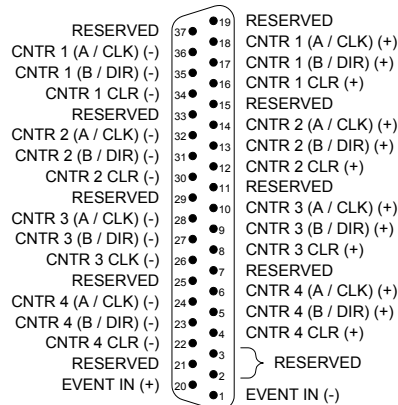 RESERVED 37 19 RESERVED
CNTR 1 (A / CLK) (-) 36 18 CNTR 1 (A / CLK) (+)
CNTR 1 (B / DIR) (-) 35 17 CNTR 1 (B / DIR) (+)
CNTR 1 CLR (-) 34 16 CNTR 1 CLR (+)
RESERVED 33 15 RESERVED
CNTR 2 (A / CLK) (-) 32 14 CNTR 2 (A / CLK) (+)
CNTR 2 (B / DIR) (-) 31 13 CNTR 2 (B / DIR) (+)
CNTR 2 CLR (-) 30 12 CNTR 2 CLR (+)
RESERVED 29 11 RESERVED
CNTR 3 (A / CLK) (-) 28 10 CNTR 3 (A / CLK) (+)
CNTR 3 (B / DIR) (-) 27 9 CNTR 3 (B / DIR) (+)
CNTR 3 CLK (-) 26 8 CNTR 3 CLR (+)
RESERVED 25 7 RESERVED
CNTR 4 (A / CLK) (-) 24 6 CNTR 4 (A / CLK) (+)
CNTR 4 (B / DIR) (-) 23 5 CNTR 4 (B / DIR) (+)
CNTR 4 CLR (-) 22 4 CNTR 4 CLR (+)
RESERVED 21 3 RESERVED
EVENT IN (+) 20 2
1 EVENT IN (-)